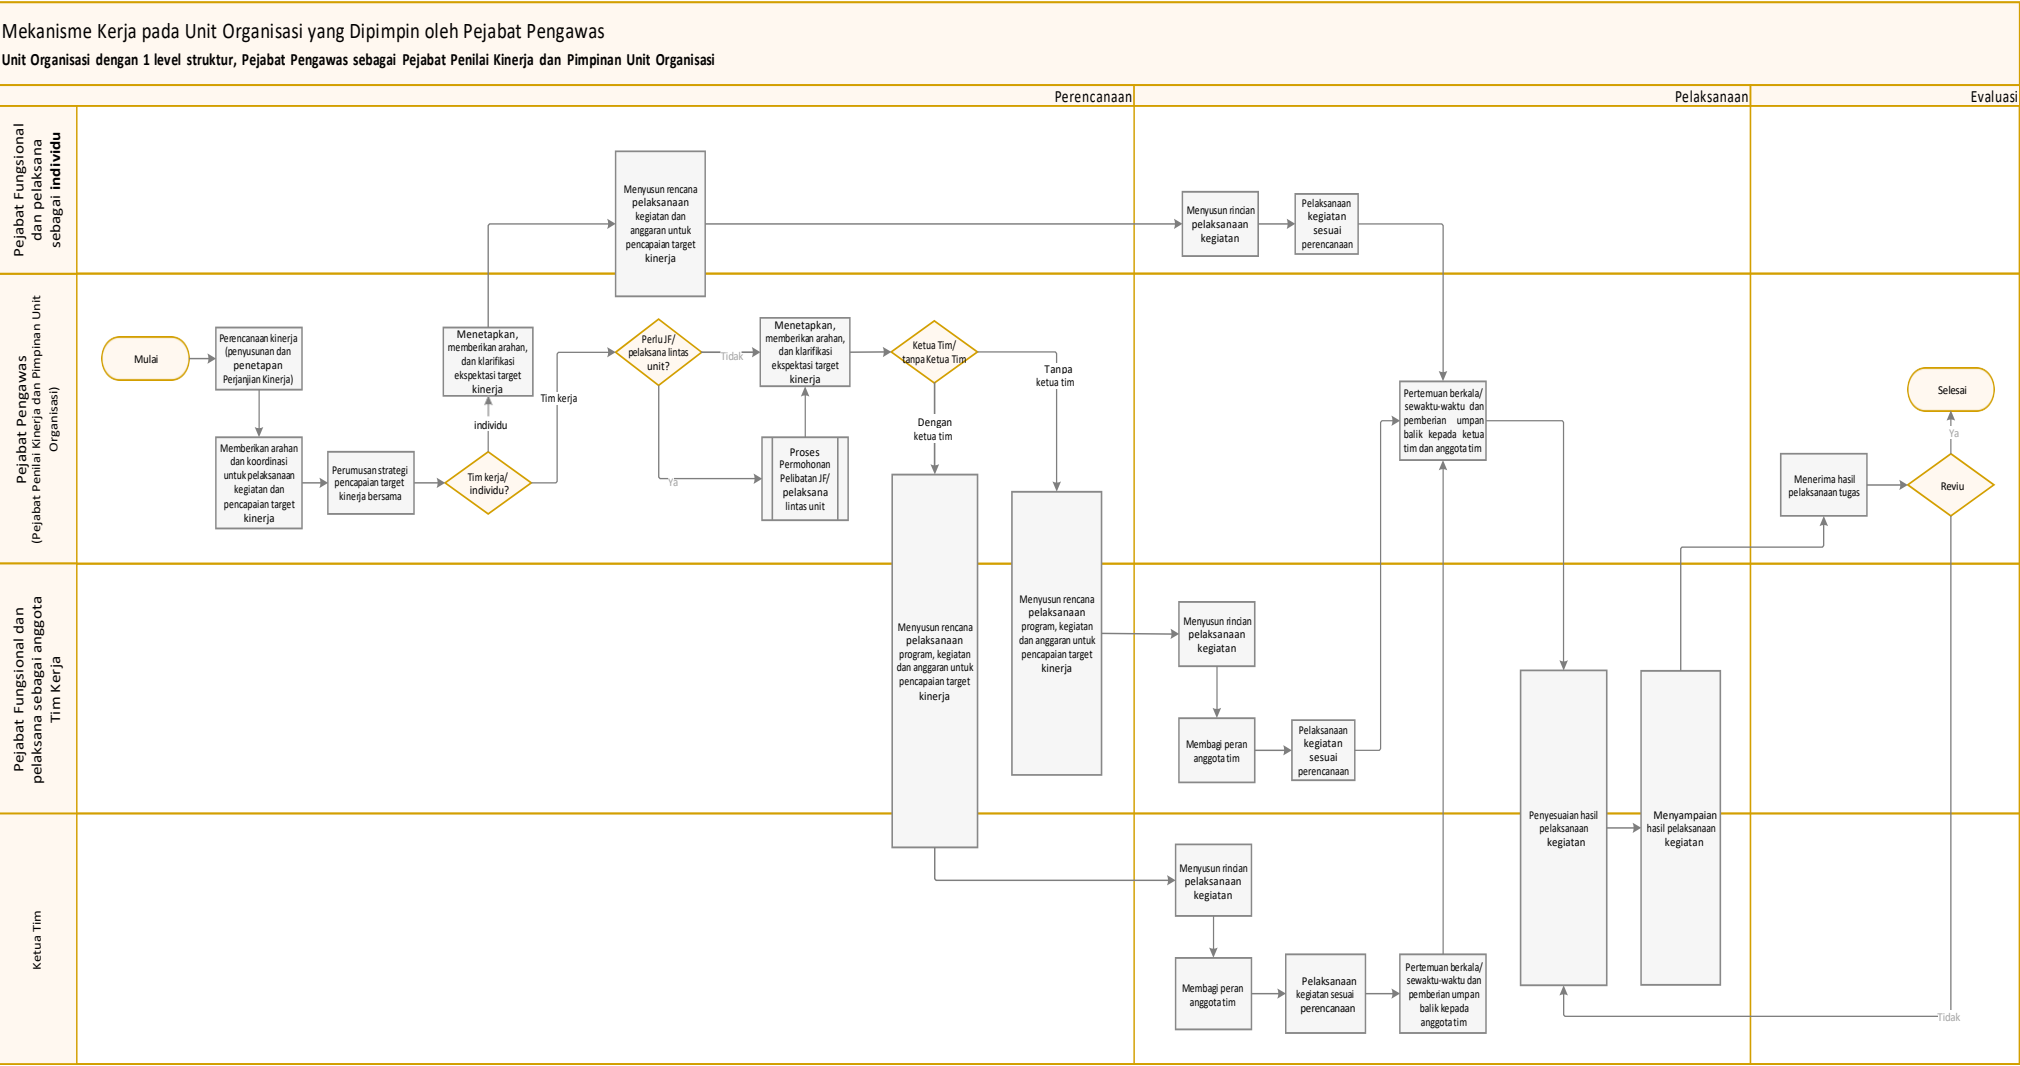 Mekanisme Kerja pada Unit Organisasi yang Dipimpin oleh Pejabat Pengawas
Unit Organisasi dengan 1 level struktur, Pejabat Pengawas sebagai Pejabat Penilai Kinerja dan Pimpinan Unit Organisasi
Perencanaan
Pelaksanaan
Evaluasi
Pejabat Fungsional
dan pelaksana
sebagai individu
Menyusun rencana
pelaksanaan
kegiatan dan
anggaran untuk
pencapaian target
kinerja
Menyusun rincian
pelaksanaan
kegiatan
Pelaksanaan
kegiatan
sesuai
perencanaan
Pejabat Pengawas
(Pejabat Penilai Kinerja dan Pimpinan Unit
Organisasi)
Mulai
Perencanaan kinerja
(penyusunan dan
penetapan
Perjanjian Kinerja)
Memberikan arahan
dan koordinasi
untuk pelaksanaan
kegiatan dan
pencapaian target
kinerja
Perumusan strategi
pencapaian target
kinerja bersama
Menetapkan,
memberikan arahan,
dan klarifikasi
ekspektasi target
kinerja
individu
Tim kerja/
individu?
Tim kerja
Perlu JF/
pelaksana lintas
unit?
Tidak
Ya
Menetapkan,
memberikan arahan,
dan klarifikasi
ekspektasi target
kinerja
Proses
Permohonan
Pelibatan JF/
pelaksana
lintas unit
Ketua Tim/
tanpa Ketua Tim
Dengan
ketua tim
Tanpa
ketua tim
Pertemuan berkala/
sewaktu-waktu dan
pemberian umpan
balik kepada ketua
tim dan anggota tim
Menerima hasil
pelaksanaan tugas
Selesai
Ya
Reviu
Pejabat Fungsional dan
pelaksana sebagai anggota
Tim Kerja
Menyusun rencana
pelaksanaan
program, kegiatan
dan anggaran untuk
pencapaian target
kinerja
Menyusun rencana
pelaksanaan
program, kegiatan
dan anggaran untuk
pencapaian target
kinerja
Menyusun rincian
pelaksanaan
kegiatan
Membagi peran
anggota tim
Pelaksanaan
kegiatan
sesuai
perencanaan
Penyesuaian hasil
pelaksanaan
kegiatan
Menyampaian
hasil pelaksanaan
kegiatan
Ketua Tim
Menyusun rincian
pelaksanaan
kegiatan
Membagi peran
anggota tim
Pelaksanaan
kegiatan sesuai
perencanaan
Pertemuan berkala/
sewaktu-waktu dan
pemberian umpan
balik kepada
anggota tim
Tidak